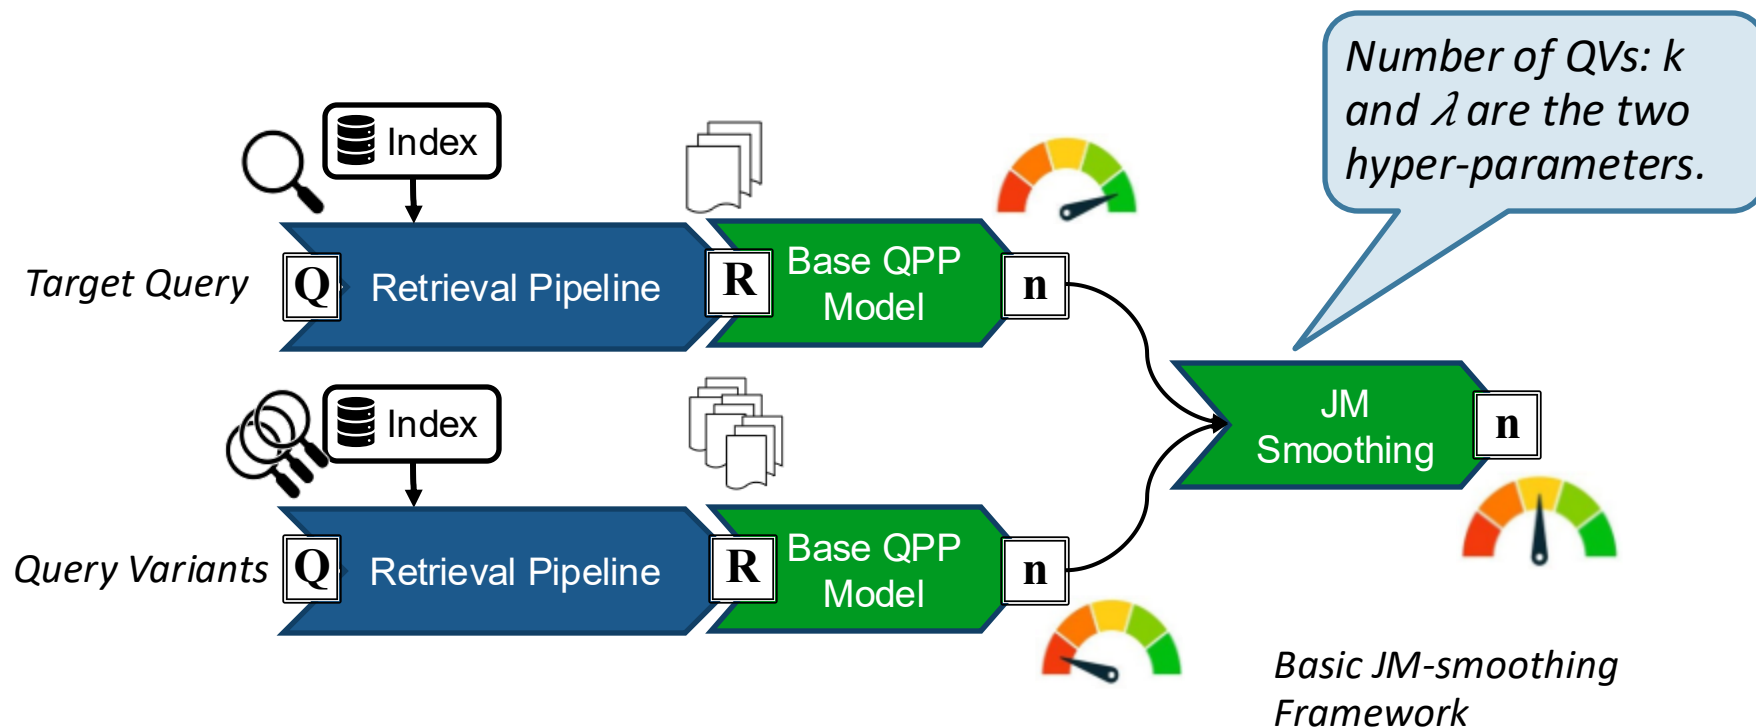 Number of QVs: k
and λ are the two
hyper-parameters.
Index
Target Query
Q
Retrieval Pipeline
R
Base QPP
Model
n
JM
Smoothing
n
Index
Query Variants
Q
Retrieval Pipeline
R
Base QPP
Model
n
Basic JM-smoothing
Framework